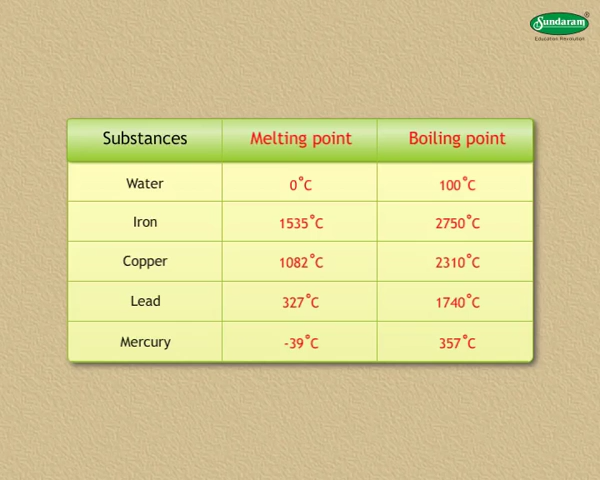 Sundaram®
Education Revolution
Substances Melting point Boiling point
Water 0°C 100°C
Iron 1535°C 2750°C
Copper 1082°C 2310°C
Lead 327°C 1740°C
Mercury -39°C 357°C